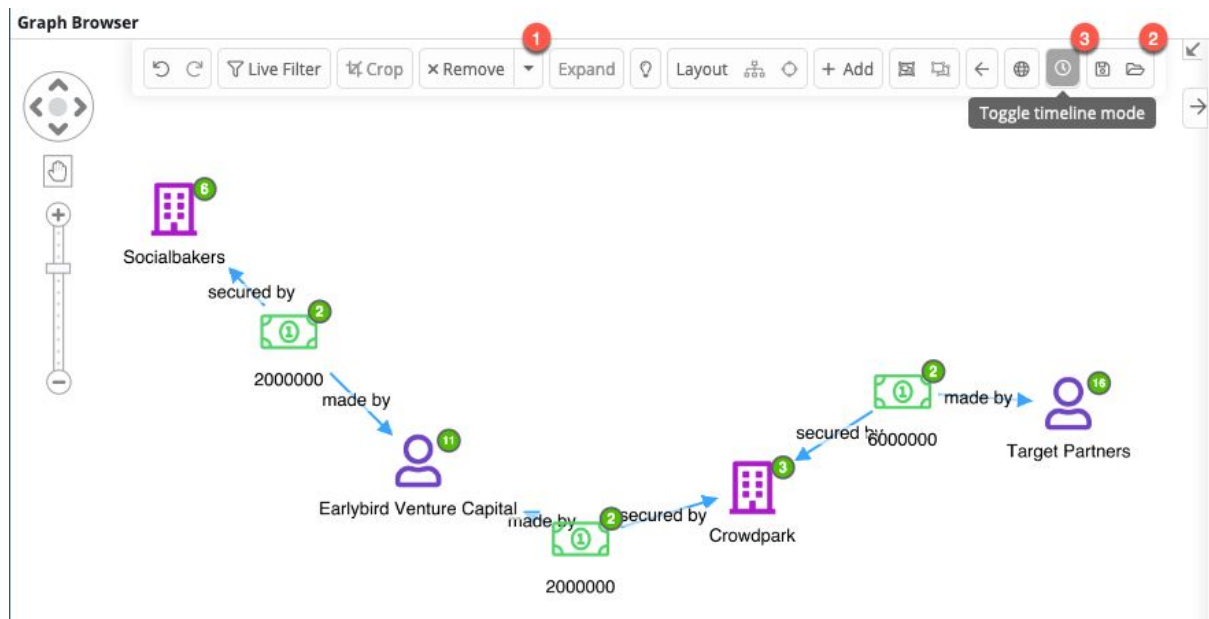 Graph Browser
1
3
2
Live Filter
Crop
× Remove
Expand
Layout
+ Add
Toggle timeline mode
6
Socialbakers
secured by
2
2000000
made by
11
Earlybird Venture Capital
made by
2
secured by
2000000
3
Crowdpark
secured by
2
6000000
made by
16
Target Partners